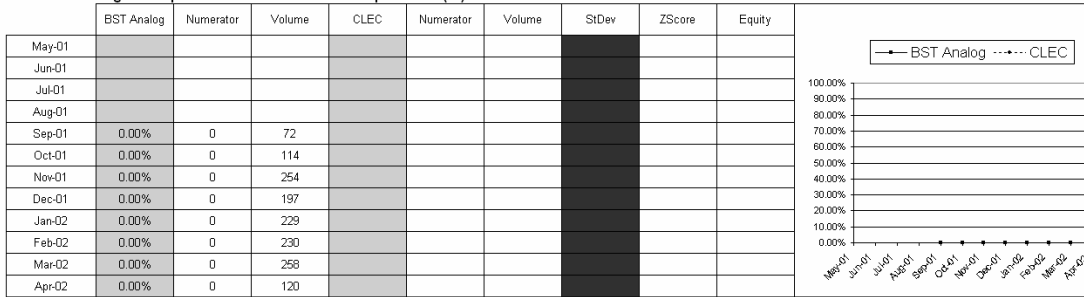 BST Analog Numerator Volume CLEC Numerator Volume StDev ZScore Equity
May-01
Jun-01
Jul-01
Aug-01
Sep-01 0.00% 0 72
Oct-01 0.00% 0 114
Nov-01 0.00% 0 254
Dec-01 0.00% 0 197
Jan-02 0.00% 0 229
Feb-02 0.00% 0 230
Mar-02 0.00% 0 258
Apr-02 0.00% 0 120
BST Analog CLEC
100.00%
90.00%
80.00%
70.00%
60.00%
50.00%
40.00%
30.00%
20.00%
10.00%
0.00%
May-01 Jun-01 Jul-01 Aug-01 Sep-01 Oct-01 Nov-01 Dec-01 Jan-02 Feb-02 Mar-02 Apr-02